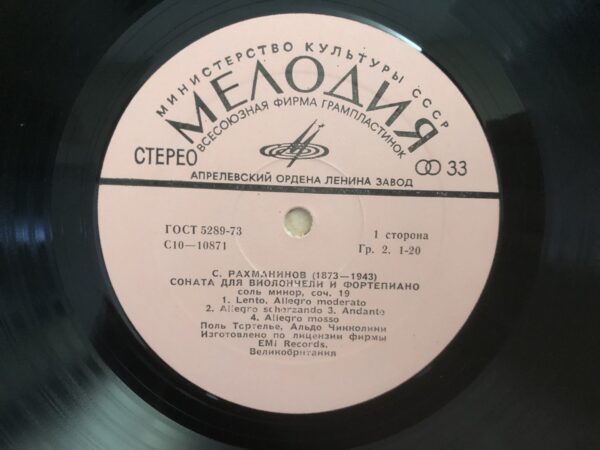 МИНИСТЕРСТВО КУЛЬТУРЫ СССР
МЕЛОДИЯ
ВСЕСОЮЗНАЯ ФИРМА ГРАМПЛАСТИНОК
СТЕРЕО
33
АПРЕЛЕВСКИЙ ОРДЕНА ЛЕНИНА ЗАВОД
ГОСТ 5289-73
1 сторона
С10—10871
Гр. 2. 1-20
С. РАХМАНИНОВ (1873—1943)
СОНАТА ДЛЯ ВИОЛОНЧЕЛИ И ФОРТЕПИАНО
соль минор, соч. 19
1. Lento, Allegro moderato
2. Allegro scherzando 3. Andante
4. Allegro mosso
Поль Тортелье, Альдо Чикколини
Изготовлено по лицензии фирмы
EMI Records.
Великобритания